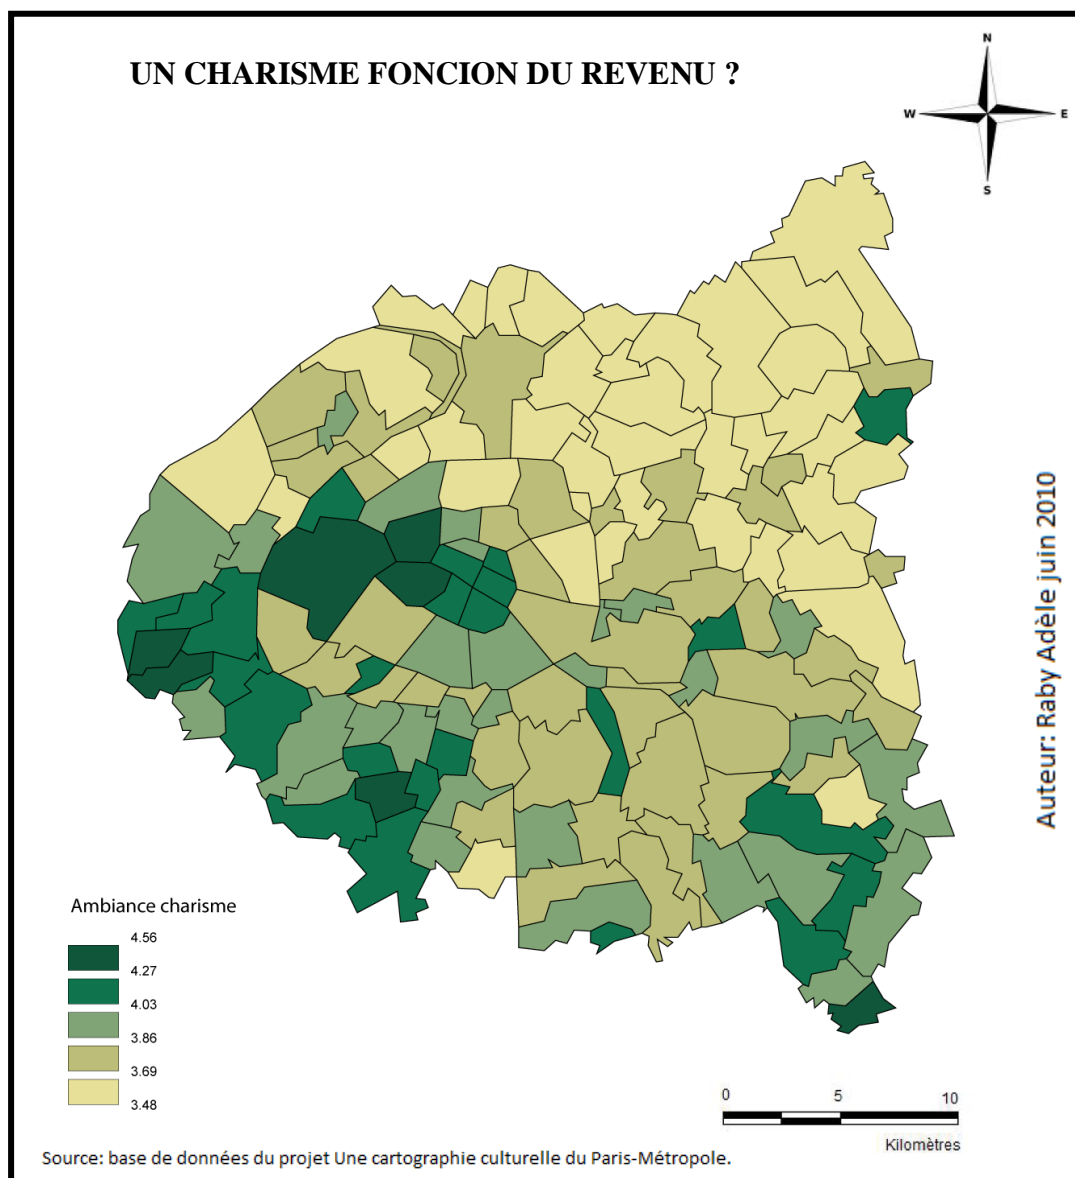 UN CHARISME FONCION DU REVENU ?
N
W
E
S
Auteur: Raby Adèle juin 2010
Ambiance charisme
4.56
4.27
4.03
3.86
3.69
3.48
0 5 10
Kilomètres
Source: base de données du projet Une cartographie culturelle du Paris-Métropole.